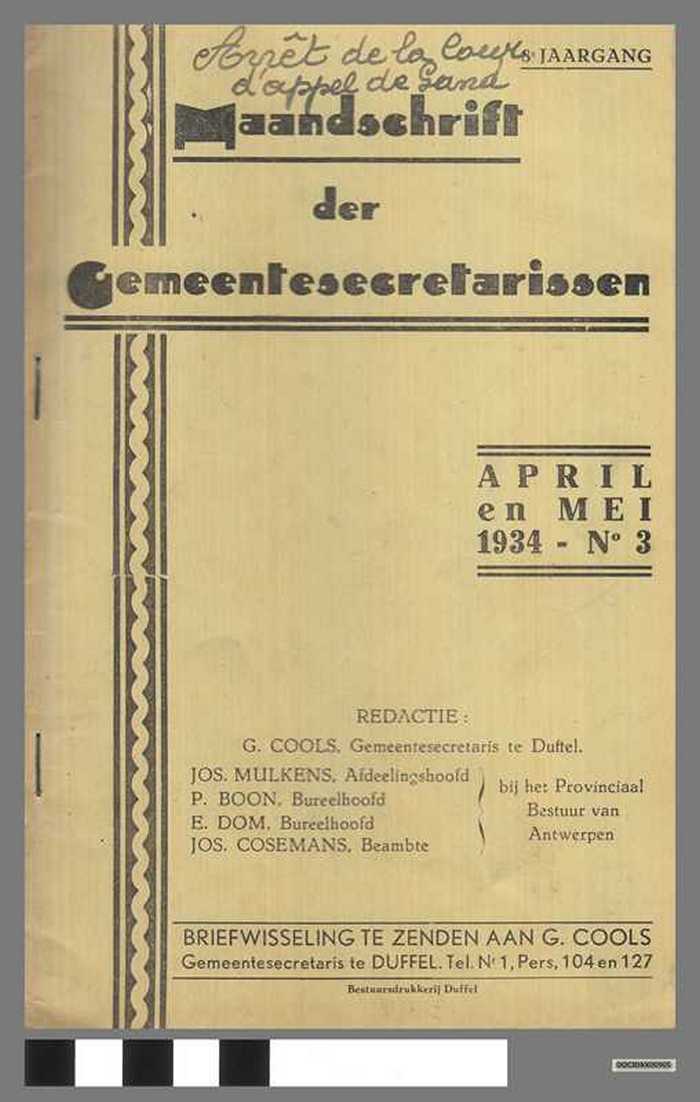 Arrêt de la Cour
d'appel de Gand
8e JAARGANG
Maandschrift
der
Gemeentesecretarissen
APRIL
en MEI
1934 - No 3
REDACTIE :
G. COOLS, Gemeentesecretaris te Duffel.
JOS. MULKENS, Afdeelingshoofd
P. BOON, Bureelhoofd
E. DOM, Bureelhoofd
JOS. COSEMANS, Beambte
bij het Provinciaal
Bestuur van
Antwerpen
BRIEFWISSELING TE ZENDEN AAN G. COOLS
Gemeentesecretaris te DUFFEL. Tel. Nr 1, Pers, 104 en 127
Bestuursdrukkerij Duffel